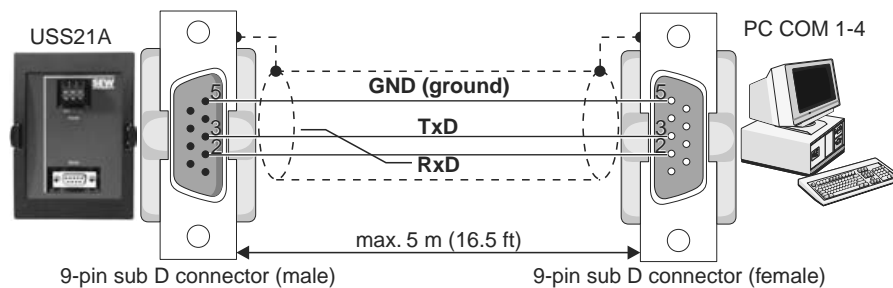 USS21A
PC COM 1-4
SEW
GND (ground)
5
5
TxD
3
3
2
2
RxD
max. 5 m (16.5 ft)
9-pin sub D connector (male)
9-pin sub D connector (female)